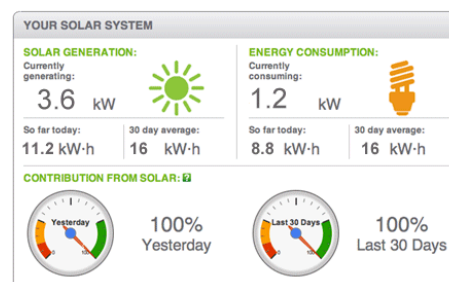 YOUR SOLAR SYSTEM
SOLAR GENERATION:
Currently
generating:
3.6 kW
So far today:
11.2 kW·h
30 day average:
16 kW·h
ENERGY CONSUMPTION:
Currently
consuming:
1.2 kW
So far today:
8.8 kW·h
30 day average:
16 kW·h
CONTRIBUTION FROM SOLAR: ?
Yesterday
0
100%
Yesterday
Last 30 Days
0
100%
Last 30 Days